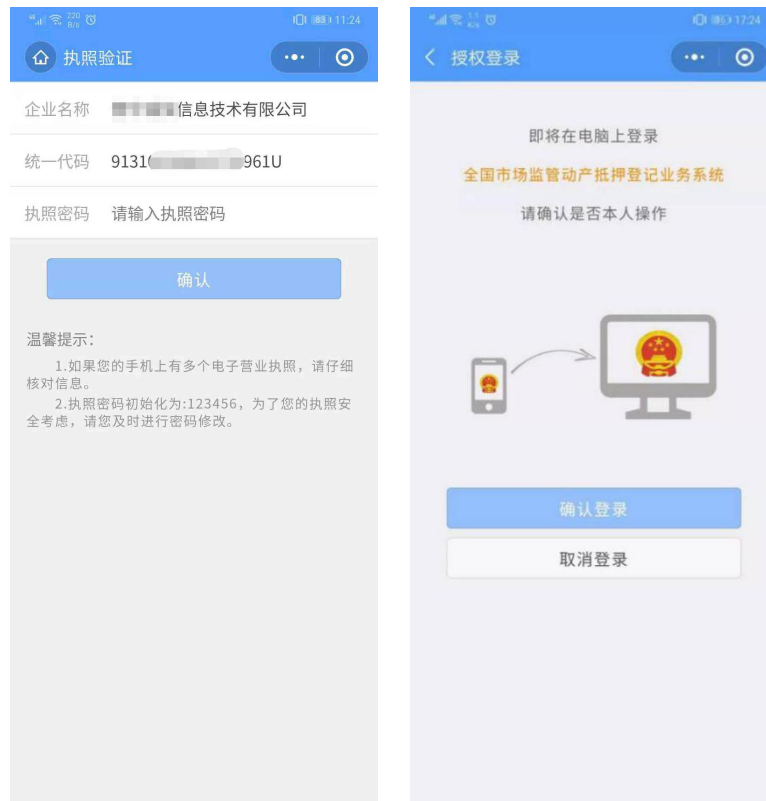 220
B/s
83
11:24
执照验证
企业名称 信息技术有限公司
统一代码 9131 961U
执照密码 请输入执照密码
确认
温馨提示：
1.如果您的手机上有多个电子营业执照，请仔细
核对信息。
2.执照密码初始化为:123456，为了您的执照安
全考虑，请您及时进行密码修改。
17:24
授权登录
即将在电脑上登录
全国市场监管动产抵押登记业务系统
请确认是否本人操作
确认登录
取消登录